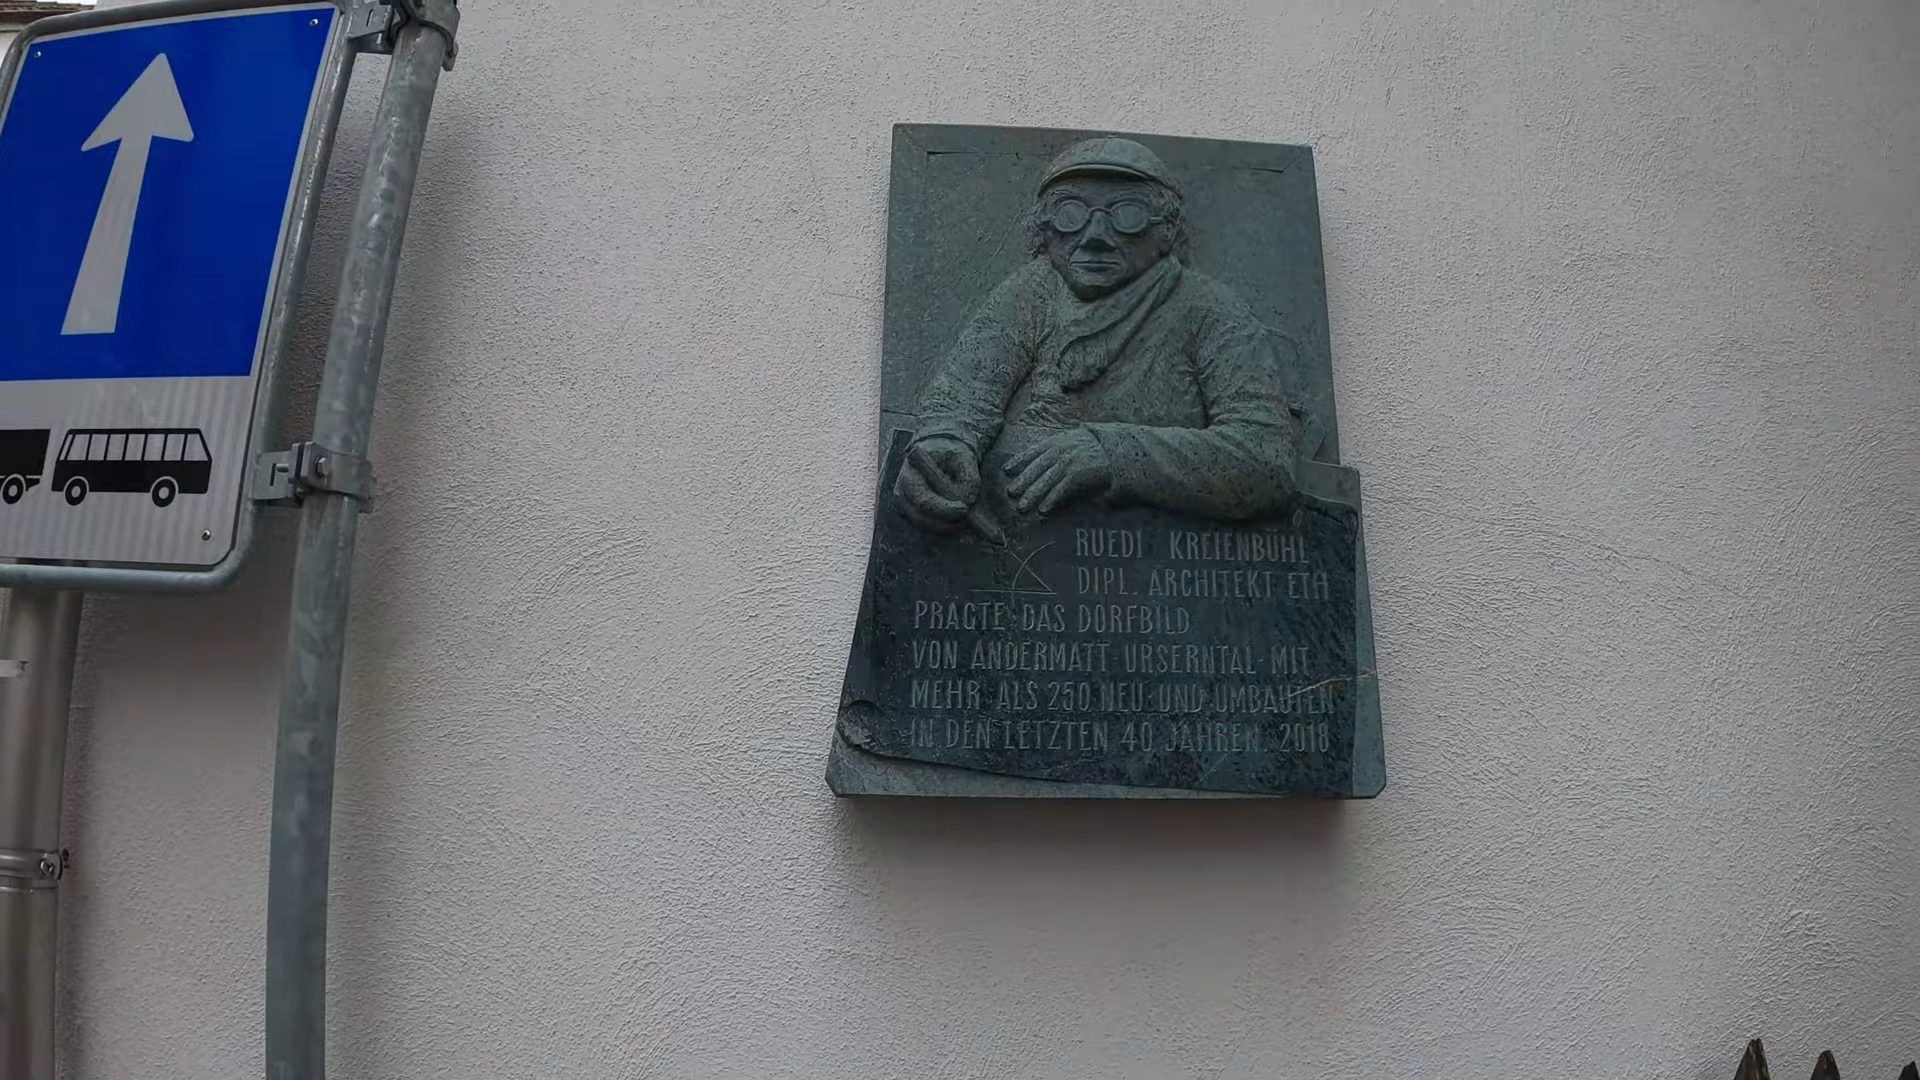 RUEDI KREIENBÜHL
DIPL. ARCHITEKT ETH
PRÄGTE DAS DORFBILD
VON ANDERMATT-URSERNTAL MIT
MEHR ALS 250 NEU- UND UMBAUTEN
IN DEN LETZTEN 40 JAHREN. 2018